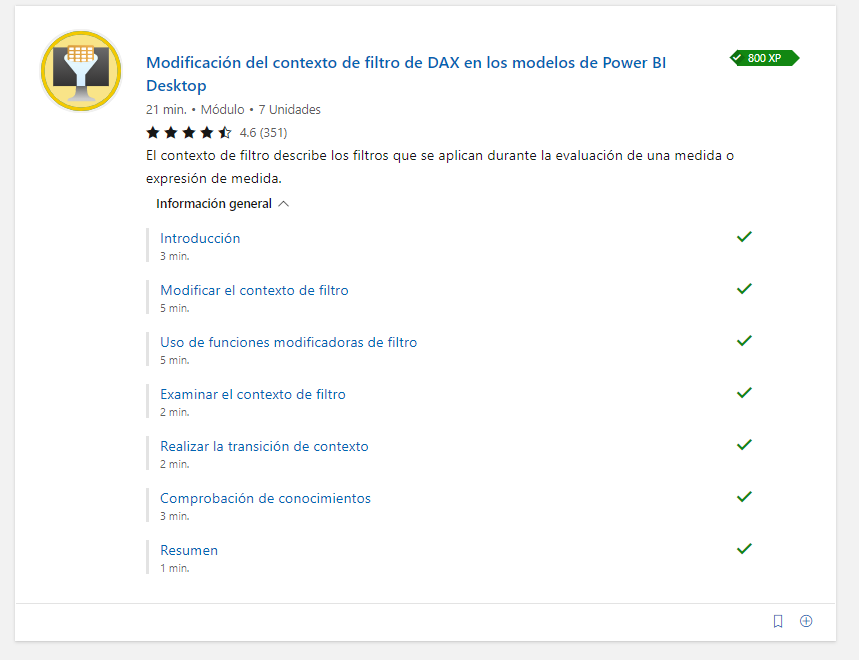 Modificación del contexto de filtro de DAX en los modelos de Power BI
Desktop
800 XP
21 min. • Módulo • 7 Unidades
4.6 (351)
El contexto de filtro describe los filtros que se aplican durante la evaluación de una medida o
expresión de medida.
Información general
Introducción
3 min.
Modificar el contexto de filtro
5 min.
Uso de funciones modificadoras de filtro
5 min.
Examinar el contexto de filtro
2 min.
Realizar la transición de contexto
2 min.
Comprobación de conocimientos
3 min.
Resumen
1 min.